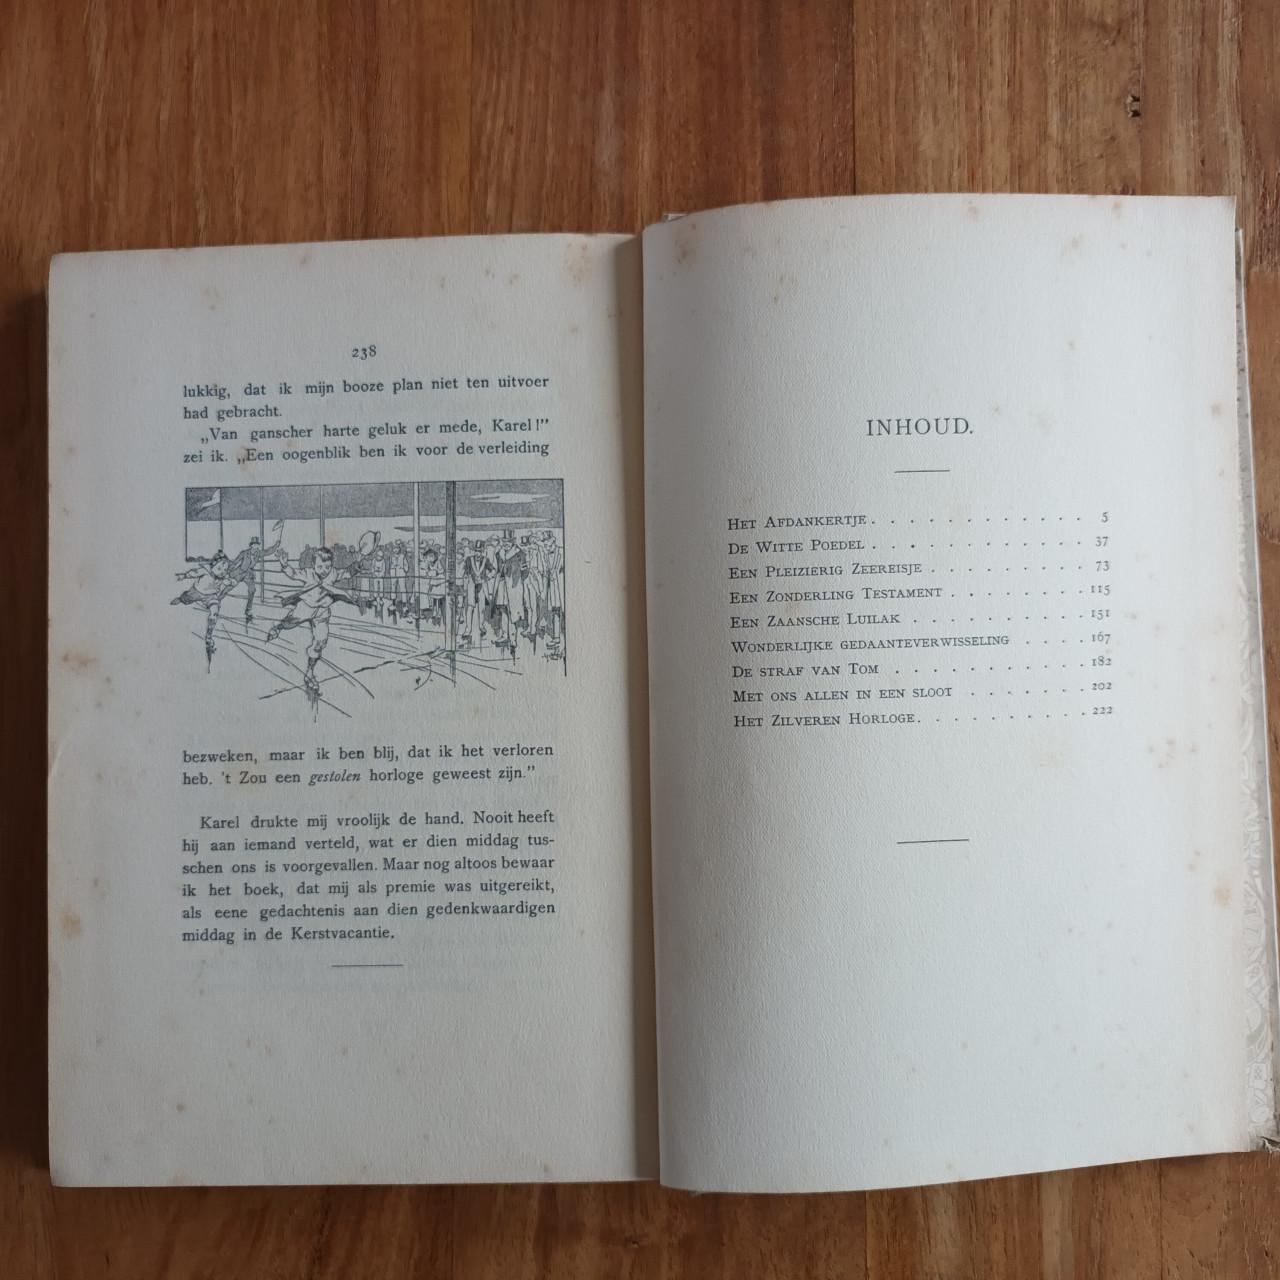 238
lukkig, dat ik mijn booze plan niet ten uitvoer
had gebracht.
„Van ganscher harte geluk er mede, Karel!”
zei ik. „Een oogenblik ben ik voor de verleiding
bezweken, maar ik ben blij, dat ik het verloren
heb. 't Zou een gestolen horloge geweest zijn.”
Karel drukte mij vroolijk de hand. Nooit heeft
hij aan iemand verteld, wat er dien middag tus-
schen ons is voorgevallen. Maar nog altoos bewaar
ik het boek, dat mij als premie was uitgereikt,
als eene gedachtenis aan dien gedenkwaardigen
middag in de Kerstvacantie.
INHOUD.
Het Afdankertje . . . . . . . . . . . . 5
De Witte Poedel . . . . . . . . . . . . 37
Een Pleizierig Zeereisje . . . . . . . . 73
Een Zonderling Testament . . . . . . . . 115
Een Zaansche Luilak . . . . . . . . . . 151
Wonderlijke gedaanteverwisseling . . . . 167
De straf van Tom . . . . . . . . . . . 182
Met ons allen in een sloot . . . . . . . 202
Het Zilveren Horloge . . . . . . . . . . 222